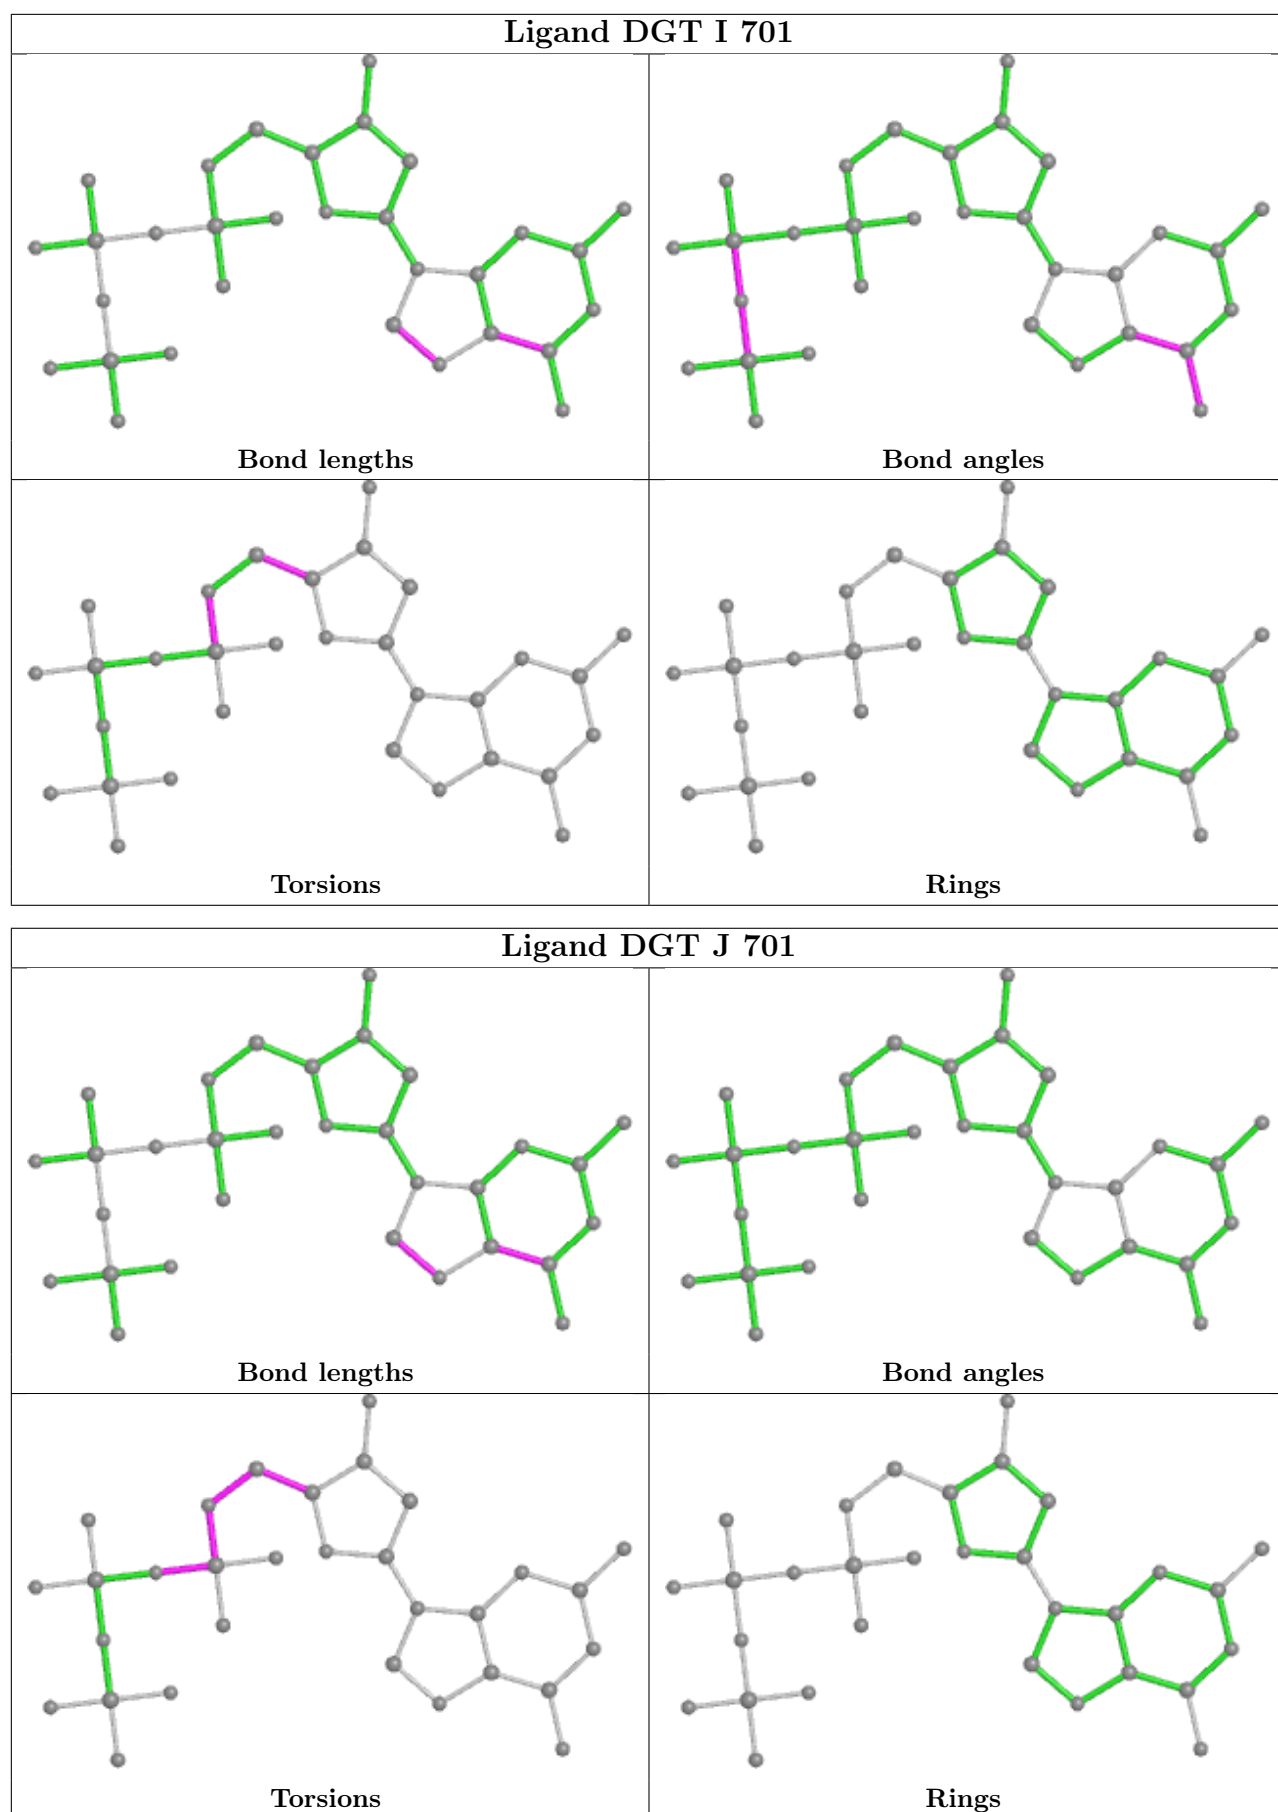 Ligand DGT I 701
Bond lengths
Bond angles
Torsions
Rings
Ligand DGT J 701
Bond lengths
Bond angles
Torsions
Rings